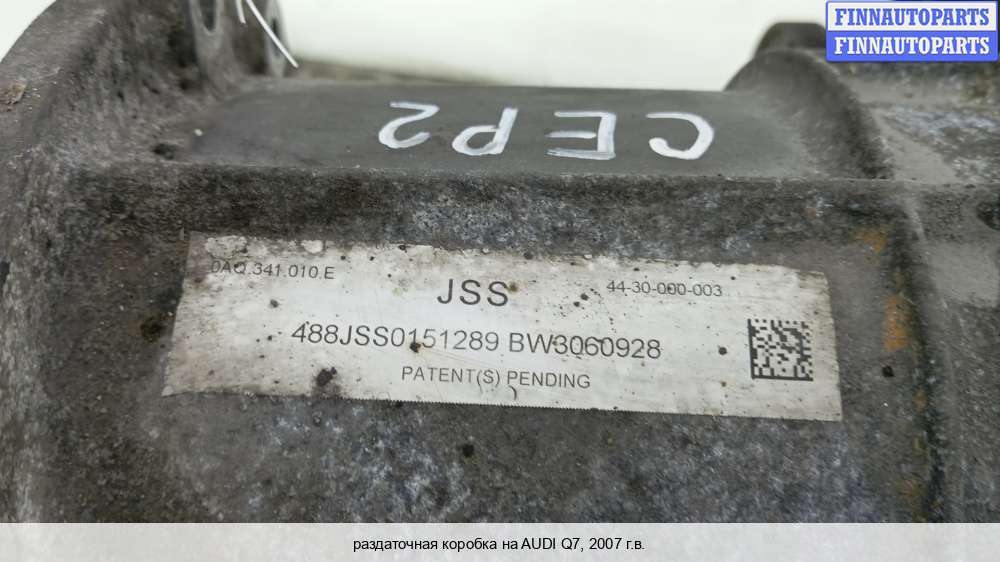 FINNAUTOPARTS
FINNAUTOPARTS
CEP2
0AQ.341.010.E
JSS
44-30-000-003
488JSS0151289 BW3060928
PATENT(S) PENDING
раздаточная коробка на AUDI Q7, 2007 г.в.